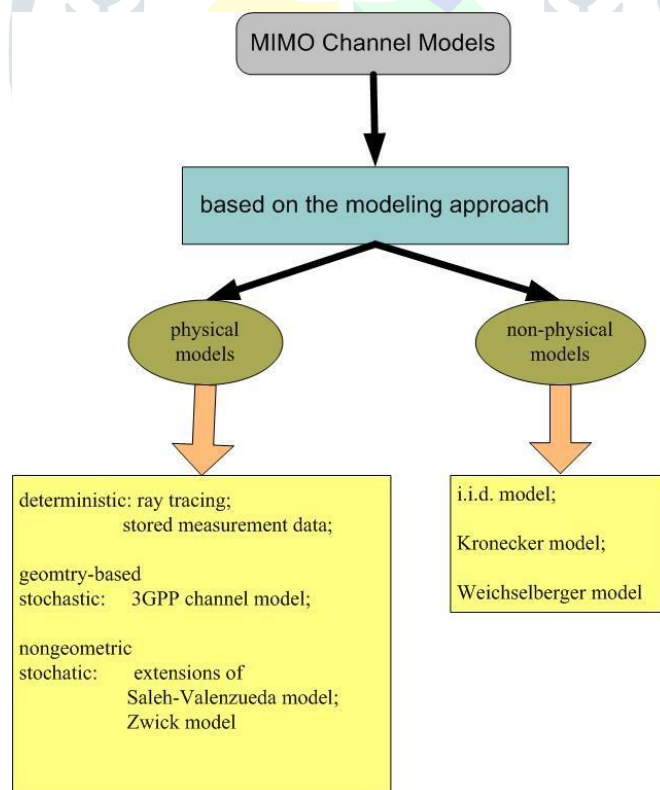 MIMO Channel Models
based on the modeling approach
physical
models
non-physical
models
deterministic: ray tracing;
stored measurement data;
geomtry-based
stochastic: 3GPP channel model;
nongeometric
stochatic: extensions of
Saleh-Valenzueda model;
Zwick model
i.i.d. model;
Kronecker model;
Weichselberger model